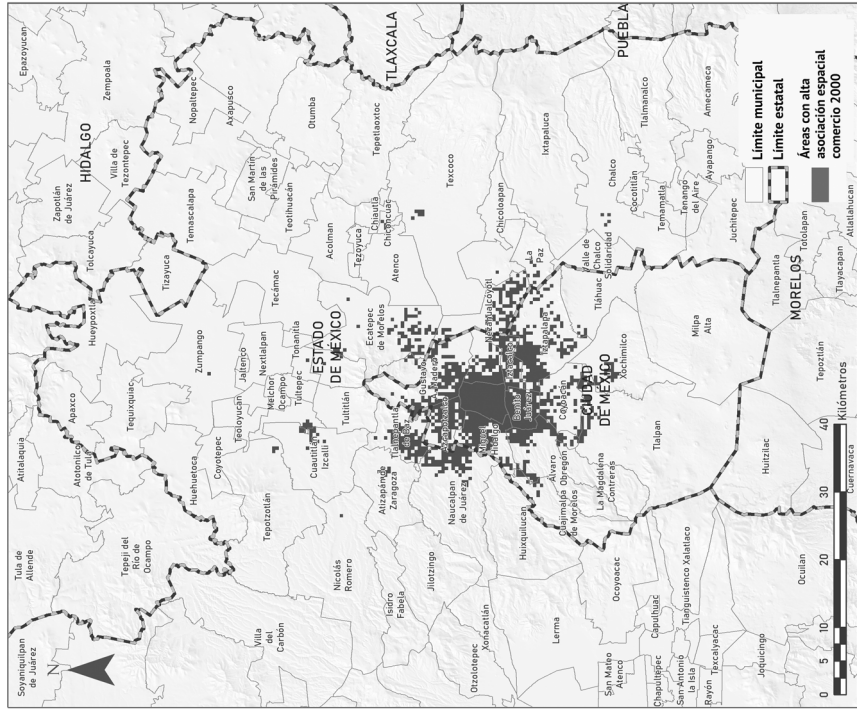 N
Soyaniquilpan
de Juárez
Tula de
Allende
Atitalaquia
Epazoyucan
Atotonilco
de Tula
Apaxco
Hueypoxtla
Tolcayuca
Zapotlán
de Juárez
HIDALGO
Zempoala
Villa de
Tezontepec
Tepeji del
Río de
Ocampo
Tequixquiac
Tizayuca
Huehuetoca
Coyotepec
Zumpango
Temascalapa
Nopaltepec
Axapusco
Villa
del
Carbón
Tepotzotlán
Teoloyucan
Jaltenco
Nextlalpan
Melchor
Ocampo
Tonanitla
Tultepec
Tecámac
San Martín
de las
Pirámides
Teotihuacán
Otumba
Cuautitlán
Izcalli
ESTADO
DE MÉXICO
Acolman
Nicolás
Romero
Tultitlán
Tezoyuca
Chiautla
Chiconcuac
Tepetlaoxtoc
TLAXCALA
Isidro
Fabela
Atizapán de
Zaragoza
Tlalnepantla
de Baz
Ecatepec
de Morelos
Atenco
Jilotzingo
Gustavo A.
Madero
Texcoco
Naucalpan
de Juárez
Azcapotzalco
Otzolotepec
Xonacatlán
Miguel
Hidalgo
Nezahualcóyotl
Chicoloapan
Huixquilucan
Benito
Juárez
Iztacalco
La
Paz
Iztapalapa
Ixtapaluca
Lerma
Cuajimalpa
de Morelos
Álvaro
Obregón
Coyoacán
CIUDAD
DE MÉXICO
Tláhuac
Valle de
Chalco
Solidaridad
Chalco
PUEBLA
San Mateo
Atenco
Ocoyoacac
La Magdalena
Contreras
Xochimilco
Cocotitlán
Tlalmanalco
Chapultepec
Capulhuac
Tlalpan
Temamatla
San Antonio
la Isla
Tianguistenco
Xalatlaco
Milpa
Alta
Tenango
del Aire
Ayapango
Amecameca
Rayón
Texcalyacac
Juchitepec
Límite municipal
Límite estatal
Áreas con alta
asociación espacial
comercio 2000
Joquicingo
Huitzilac
Tlalnepantla
MORELOS
Totolapan
Ocuilan
Tepoztlán
Tlayacapan
Atlatlahucan
Cuernavaca
0
5
10
20
30
40
Kilómetros